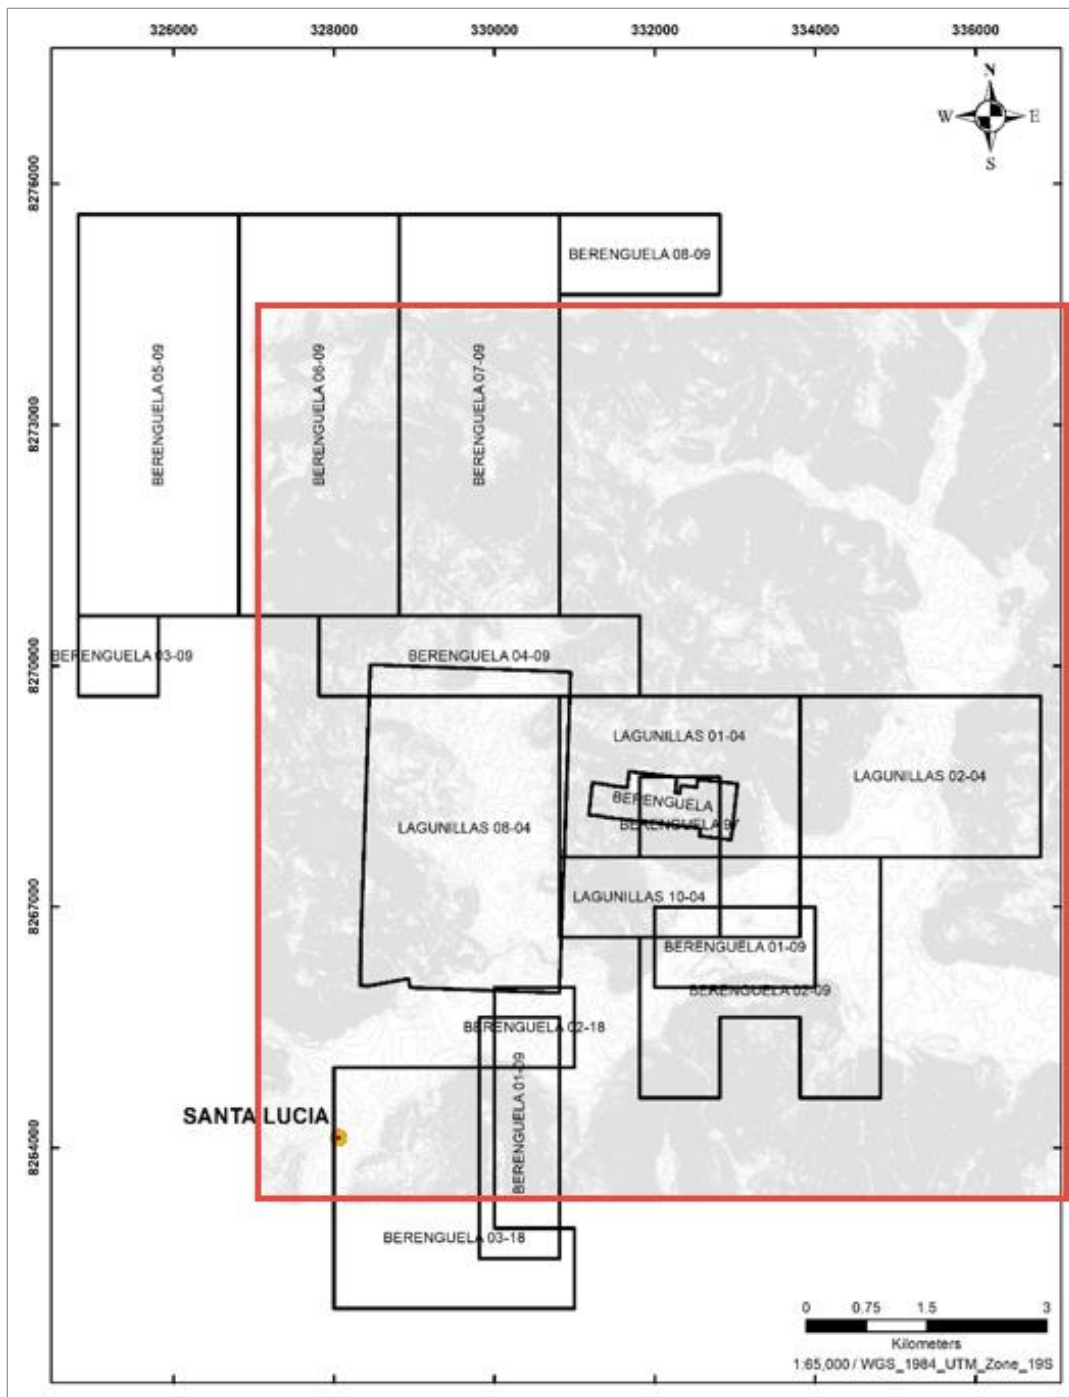 326000 328000 330000 332000 334000 336000
N
W E
S
8276000
BERENGUELA 08-09
BERENGUELA 05-09
BERENGUELA 06-09
BERENGUELA 07-09
8273000
BERENGUELA 03-09
BERENGUELA 04-09
8270000
LAGUNILLAS 01-04
LAGUNILLAS 02-04
BERENGUELA
BERENGUELA 97
LAGUNILLAS 08-04
LAGUNILLAS 10-04
8267000
BERENGUELA 01-09
BERENGUELA 02-09
BERENGUELA 02-18
BERENGUELA 01-09
SANTA LUCIA
8264000
BERENGUELA 03-18
0 0.75 1.5 3
Kilometers
1:65,000 / WGS_1984_UTM_Zone_19S